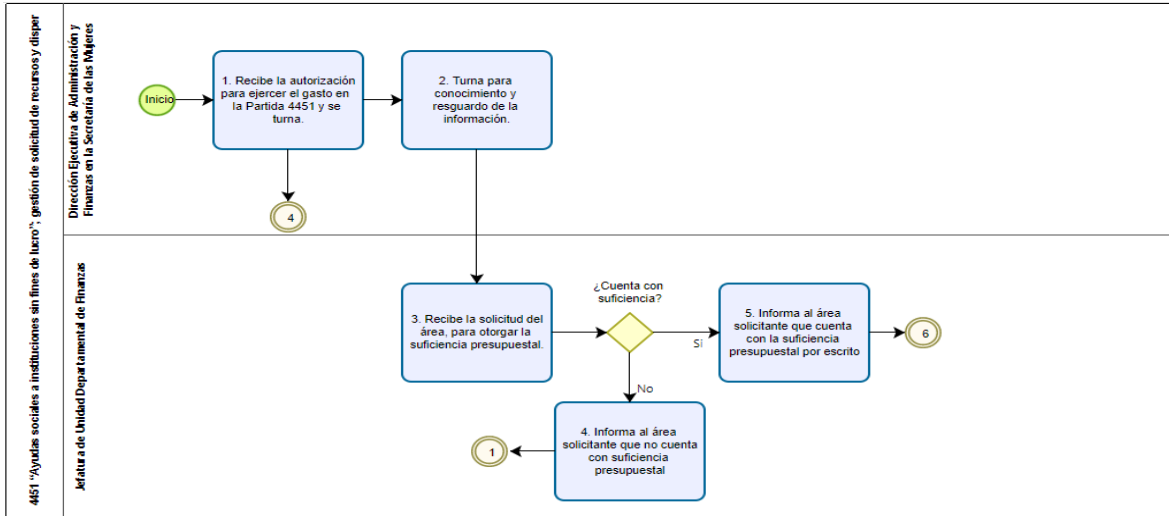 4451 “Ayudas sociales a instituciones sin fines de lucro”; gestión de solicitud de recursos y disper
Dirección Ejecutiva de Administración y
Finanzas en la Secretaría de las Mujeres
Inicio
1. Recibe la autorización
para ejercer el gasto en
la Partida 4451 y se
turna.
2. Turna para
conocimiento y
resguardo de la
información.
4
Jefatura de Unidad Departamental de Finanzas
3. Recibe la solicitud del
área, para otorgar la
suficiencia presupuestal.
¿Cuenta con
suficiencia?
Sí
5. Informa al área
solicitante que cuenta
con la suficiencia
presupuestal por escrito
6
No
4. Informa al área
solicitante que no cuenta
con suficiencia
presupuestal
1